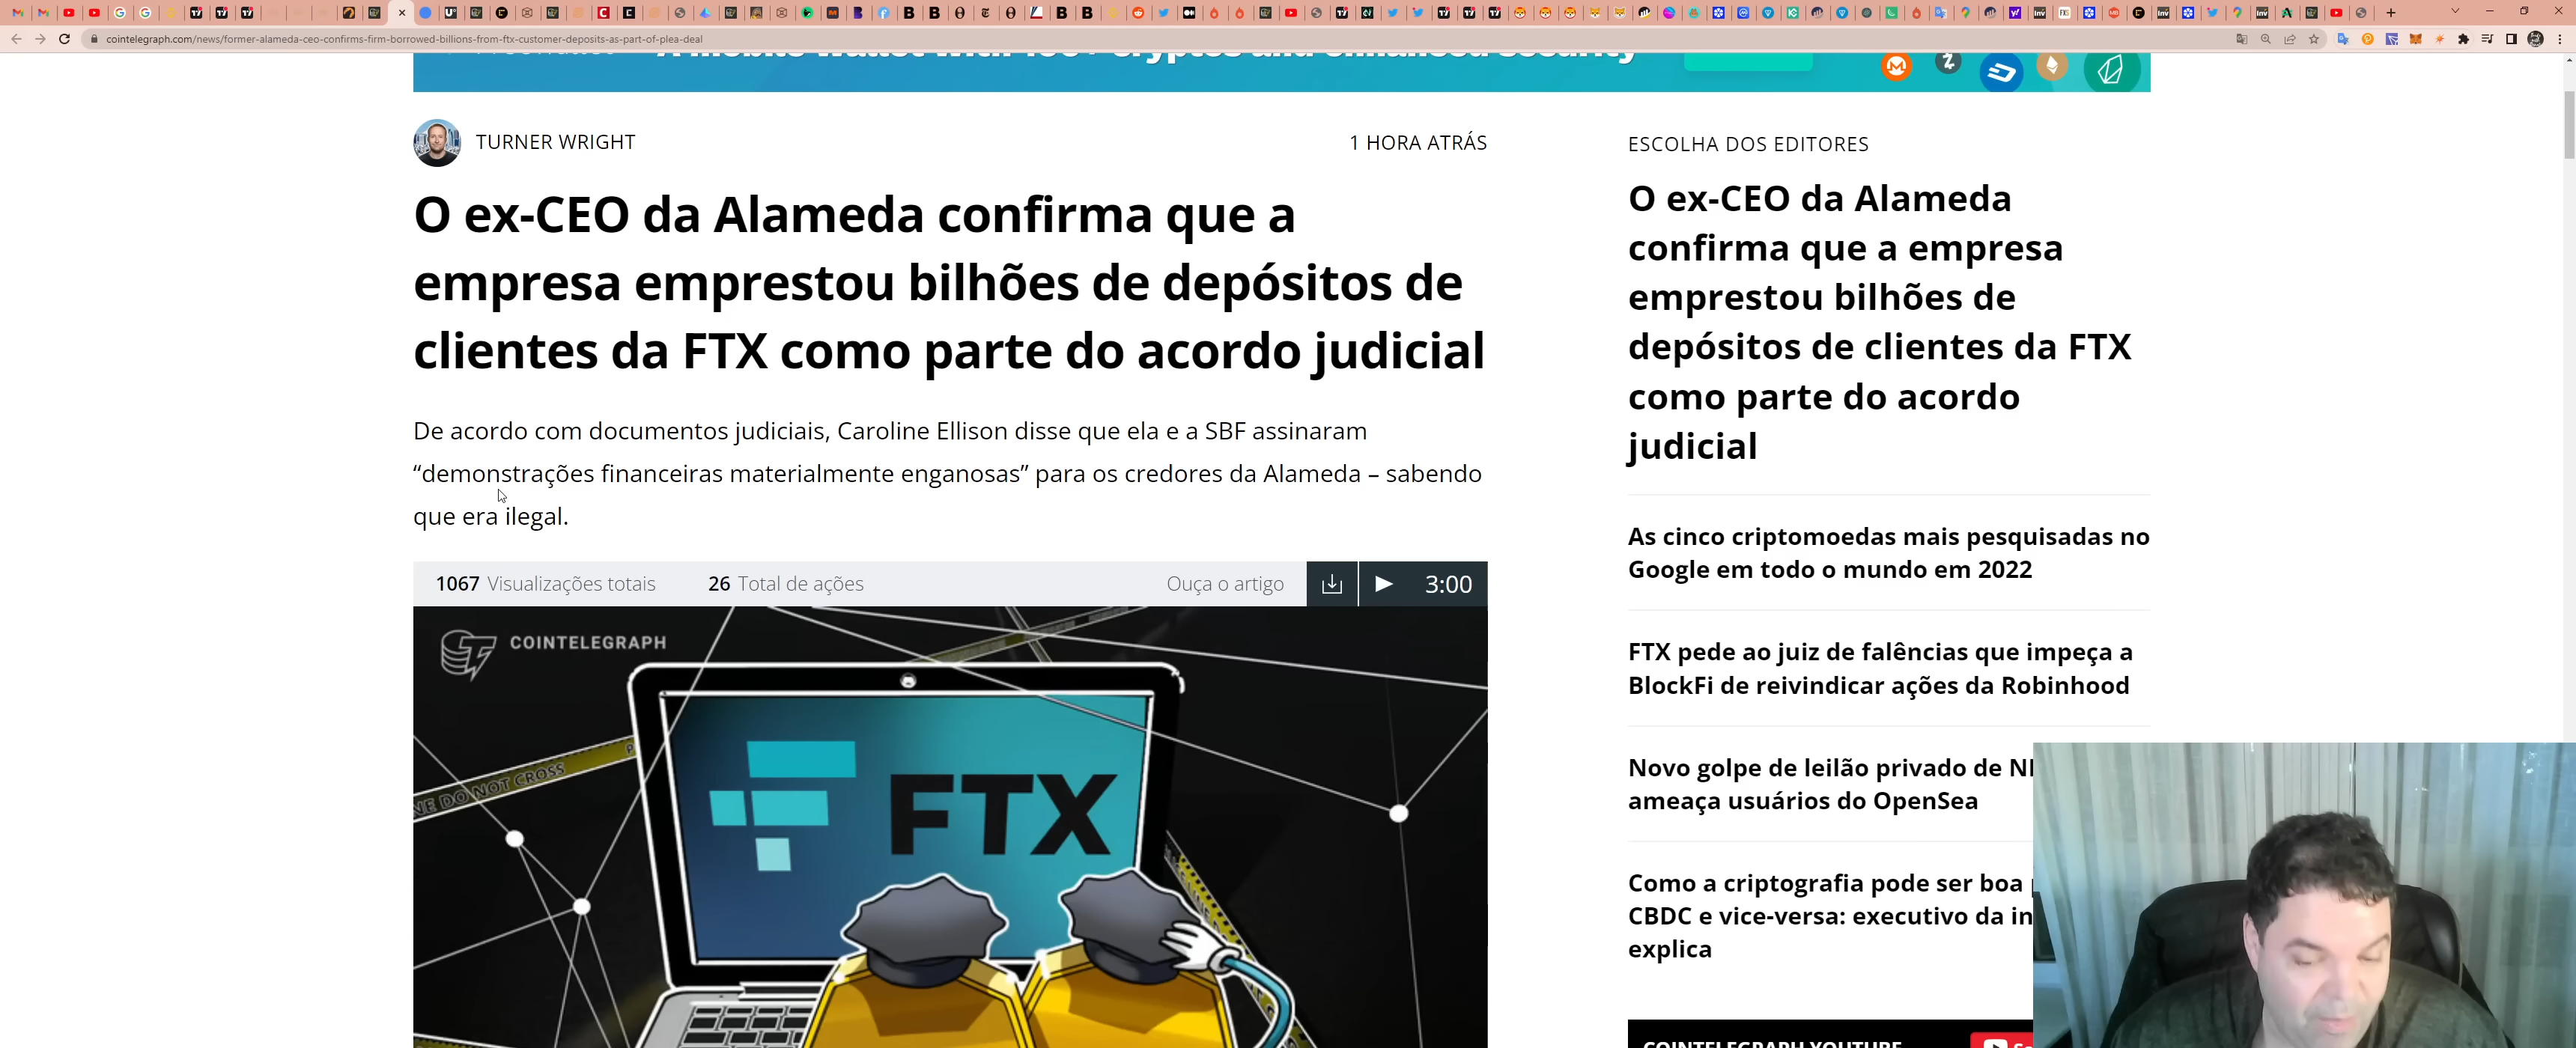 cointelegraph.com/news/former-alameda-ceo-confirms-firm-borrowed-billions-from-ftx-customer-deposits-as-part-of-plea-deal
TURNER WRIGHT
1 HORA ATRÁS
O ex-CEO da Alameda confirma que a
empresa emprestou bilhões de depósitos de
clientes da FTX como parte do acordo judicial
De acordo com documentos judiciais, Caroline Ellison disse que ela e a SBF assinaram
“demonstrações financeiras materialmente enganosas” para os credores da Alameda – sabendo
que era ilegal.
1067 Visualizações totais
26 Total de ações
Ouça o artigo
3:00
COINTELEGRAPH
DO NOT CROSS
FTX
ESCOLHA DOS EDITORES
O ex-CEO da Alameda
confirma que a empresa
emprestou bilhões de
depósitos de clientes da FTX
como parte do acordo
judicial
As cinco criptomoedas mais pesquisadas no
Google em todo o mundo em 2022
FTX pede ao juiz de falências que impeça a
BlockFi de reivindicar ações da Robinhood
Novo golpe de leilão privado de
ameaça usuários do OpenSea
Como a criptografia pode ser boa
CBDC e vice-versa: executivo da
explica
COINTELEGRAPH YOUTUBE